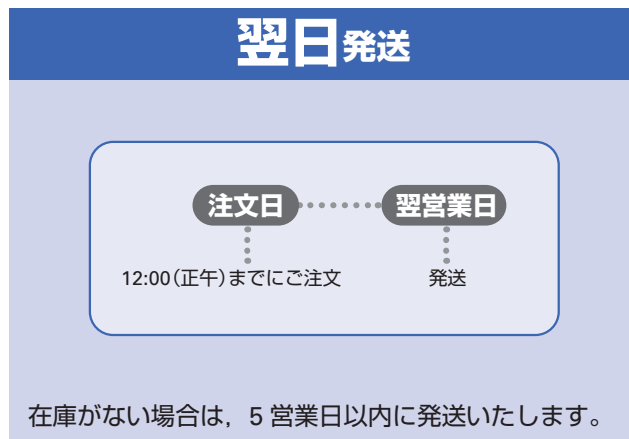 翌日発送
注文日 翌営業日
12:00(正午)までにご注文 発送
在庫がない場合は，5 営業日以内に発送いたします。